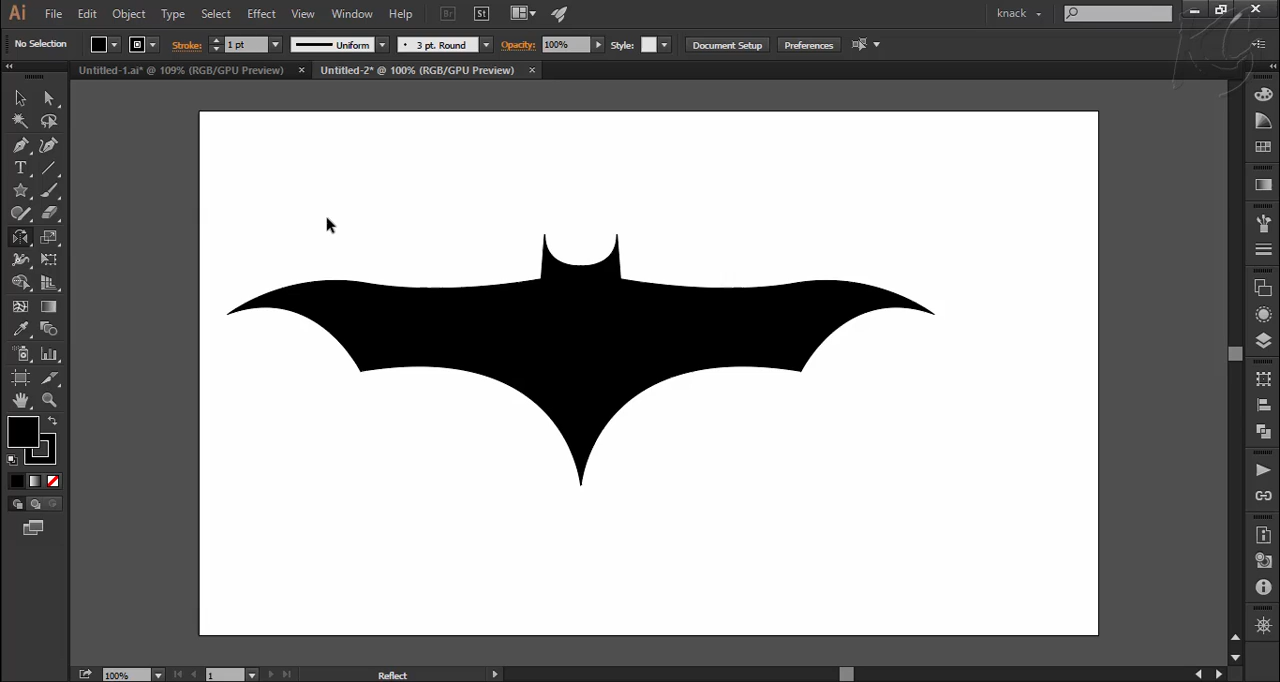 Ai File Edit Object Type Select Effect View Window Help Br St knack
No Selection Stroke: 1 pt Uniform 3 pt. Round Opacity: 100% Style: Document Setup Preferences
Untitled-1.ai* @ 109% (RGB/GPU Preview) × Untitled-2* @ 100% (RGB/GPU Preview) ×
T
100% 1 Reflect